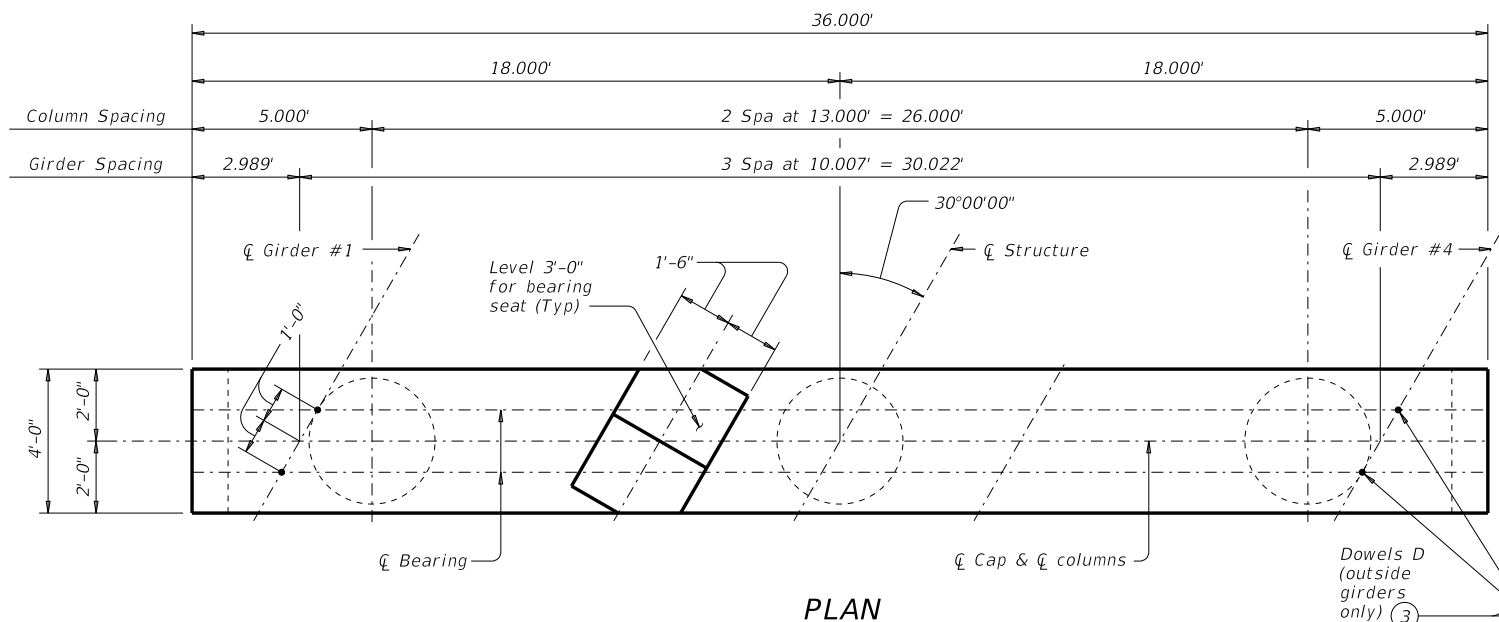 36.000'
18.000'
18.000'
Column Spacing
5.000'
2 Spa at 13.000' = 26.000'
5.000'
Girder Spacing
2.989'
3 Spa at 10.007' = 30.022'
2.989'
30°00'00"
℄ Girder #1
℄ Structure
℄ Girder #4
Level 3'-0"
for bearing
seat (Typ)
1'-6"
1'-0"
4'-0"
2'-0"
2'-0"
℄ Bearing
℄ Cap & ℄ columns
Dowels D
(outside
girders
only) 3
PLAN